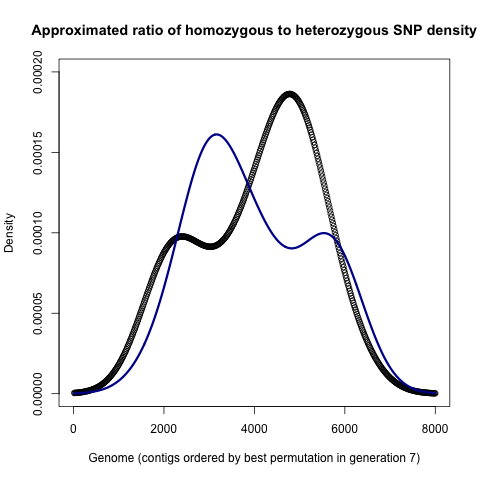 Approximated ratio of homozygous to heterozygous SNP density
Density
0.00020
0.00015
0.00010
0.00005
0.00000
0 2000 4000 6000 8000
Genome (contigs ordered by best permutation in generation 7)